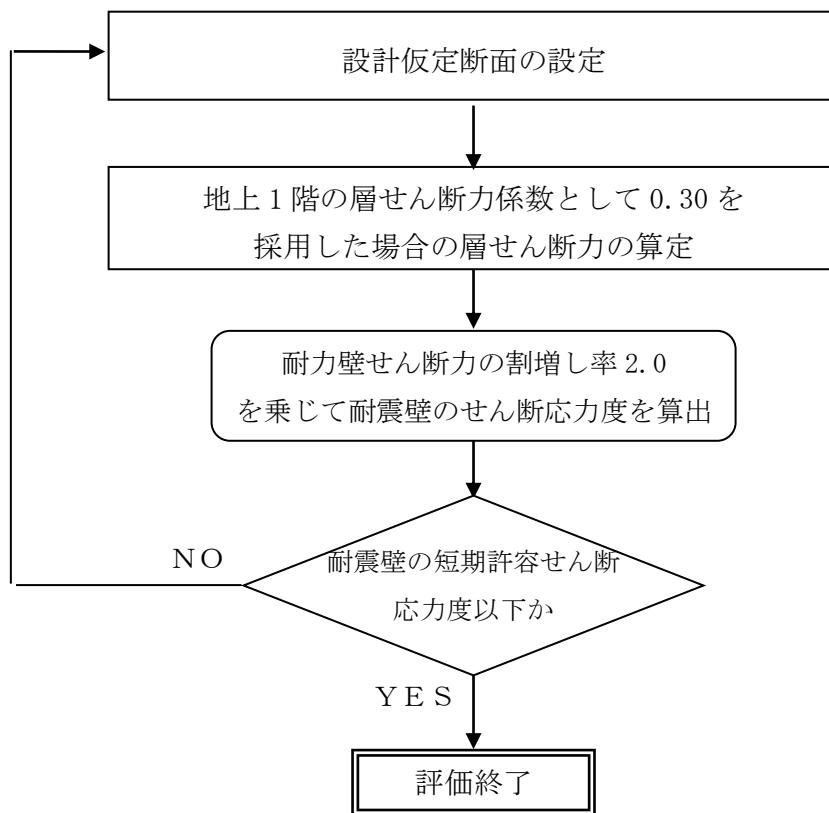 設計仮定断面の設定
地上1階の層せん断力係数として 0.30 を
採用した場合の層せん断力の算定
耐力壁せん断力の割増し率 2.0
を乗じて耐震壁のせん断応力度を算出
NO
耐震壁の短期許容せん断
応力度以下か
YES
評価終了